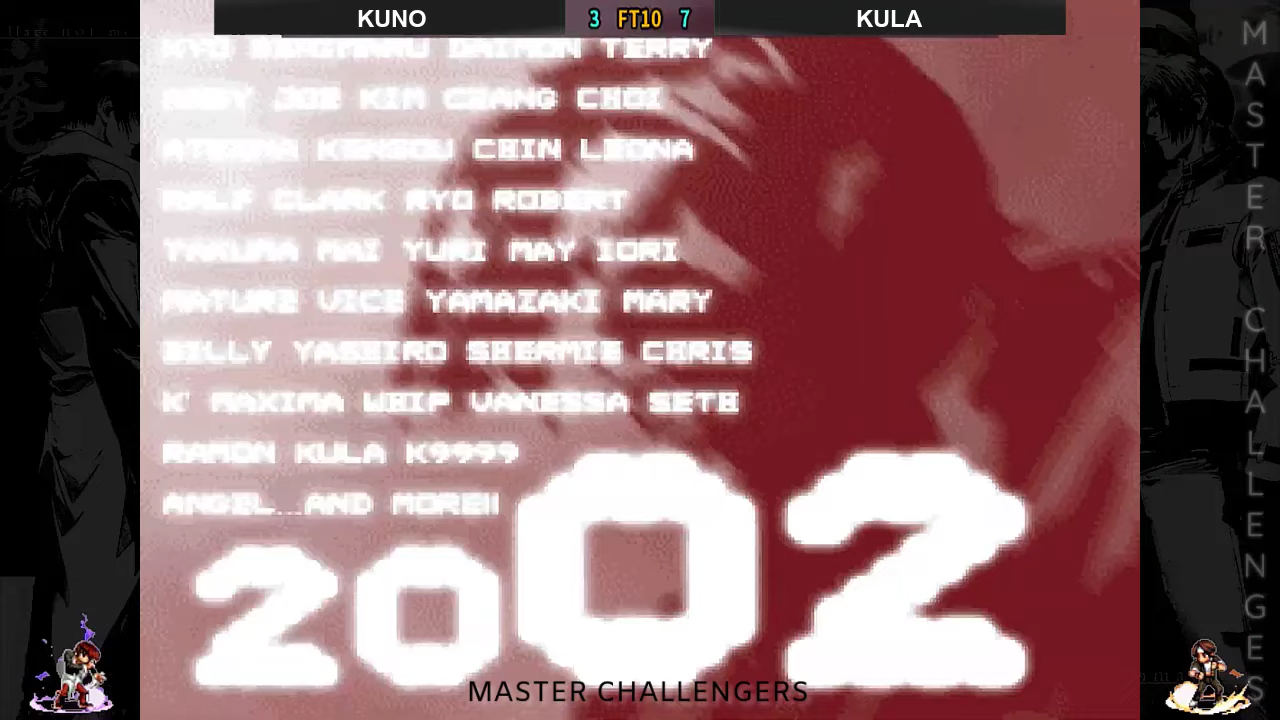 KUNO 3 FT10 7 KULA
KYO BENIMARU DAIMON TERRY
ANDY JOE KIM CHANG CHOI
ATHENA KENSOU CHIN LEONA
RALF CLARK RYO ROBERT
TAKUMA MAI YURI MAY IORI
MATURE VICE YAMAZAKI MARY
BILLY YASHIRO SHERMIE CHRIS
K' MAXIMA WHIP VANESSA SETH
RAMON KULA K9999
ANGEL...AND MORE!!
2002
MASTER CHALLENGERS
MASTER CHALLENGERS